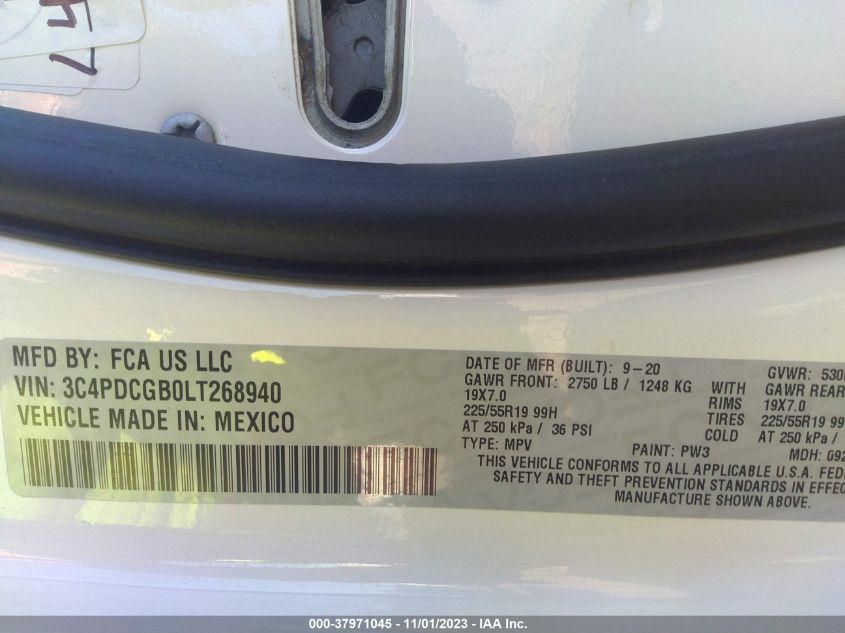 MFD BY: FCA US LLC
VIN: 3C4PDCGB0LT268940
VEHICLE MADE IN: MEXICO
DATE OF MFR (BUILT): 9-20 GVWR: 530
GAWR FRONT: 2750 LB / 1248 KG WITH GAWR REAR
19X7.0 RIMS 19X7.0
225/55R19 99H TIRES 225/55R19 99
AT 250 kPa / 36 PSI COLD AT 250 kPa /
TYPE: MPV PAINT: PW3 MDH: 092
THIS VEHICLE CONFORMS TO ALL APPLICABLE U.S.A. FED
SAFETY AND THEFT PREVENTION STANDARDS IN EFFEC
MANUFACTURE SHOWN ABOVE.
000-37971045 - 11/01/2023 - IAA Inc.